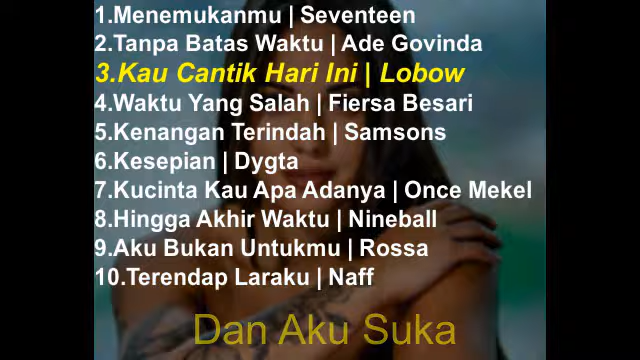 1.Menemukanmu | Seventeen
2.Tanpa Batas Waktu | Ade Govinda
3.Kau Cantik Hari Ini | Lobow
4.Waktu Yang Salah | Fiersa Besari
5.Kenangan Terindah | Samsons
6.Kesepian | Dygta
7.Kucinta Kau Apa Adanya | Once Mekel
8.Hingga Akhir Waktu | Nineball
9.Aku Bukan Untukmu | Rossa
10.Terendap Laraku | Naff
Dan Aku Suka